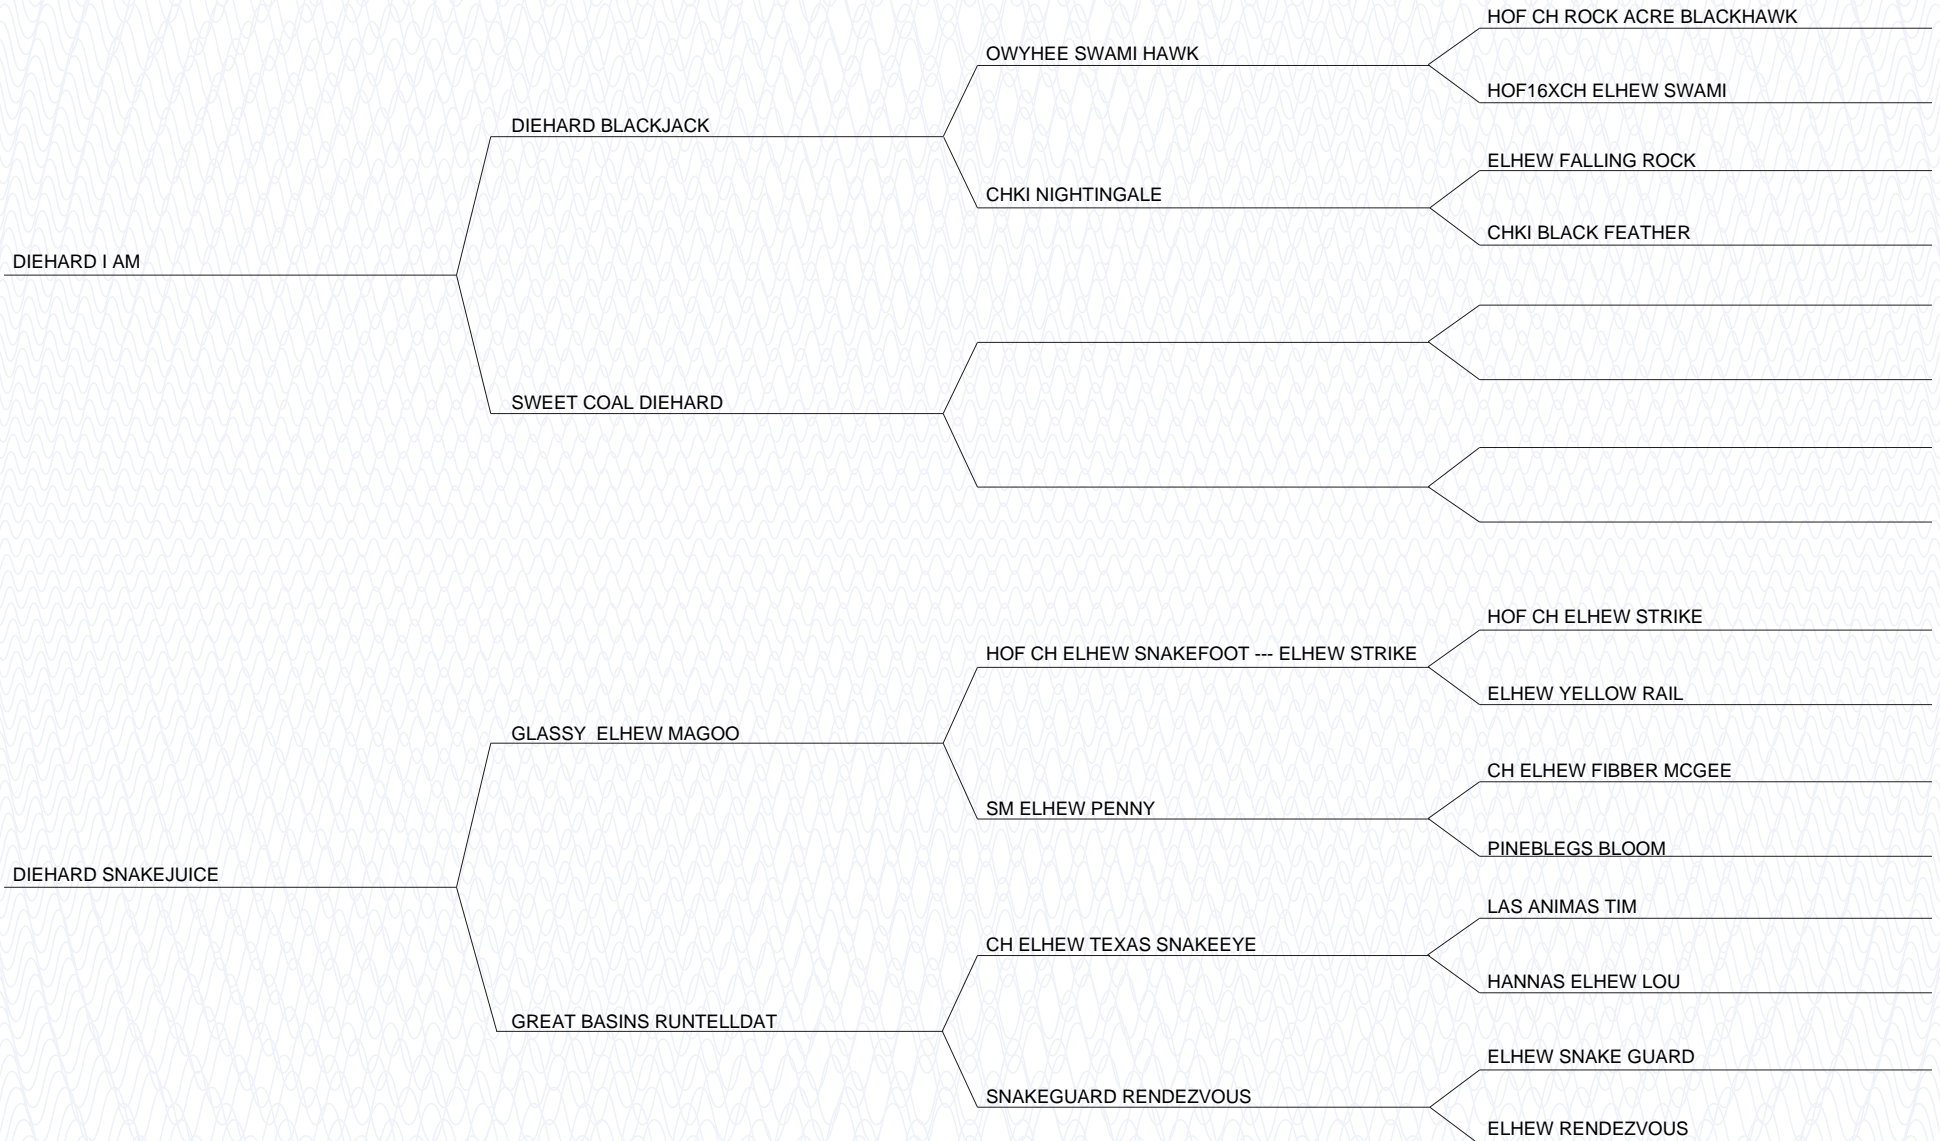 HOF CH ROCK ACRE BLACKHAWK
OWYHEE SWAMI HAWK
HOF16XCH ELHEW SWAMI
DIEHARD BLACKJACK
ELHEW FALLING ROCK
CHKI NIGHTINGALE
CHKI BLACK FEATHER
DIEHARD I AM
SWEET COAL DIEHARD
HOF CH ELHEW STRIKE
HOF CH ELHEW SNAKEFOOT --- ELHEW STRIKE
ELHEW YELLOW RAIL
GLASSY  ELHEW MAGOO
CH ELHEW FIBBER MCGEE
SM ELHEW PENNY
PINEBLEGS BLOOM
DIEHARD SNAKEJUICE
LAS ANIMAS TIM
CH ELHEW TEXAS SNAKEEYE
HANNAS ELHEW LOU
GREAT BASINS RUNTELLDAT
ELHEW SNAKE GUARD
SNAKEGUARD RENDEZVOUS
ELHEW RENDEZVOUS